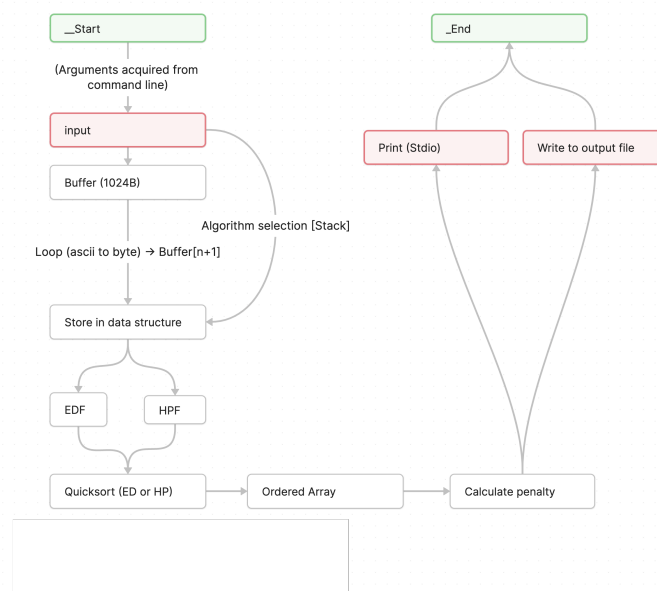 __Start
(Arguments acquired from
command line)
input
Buffer (1024B)
Algorithm selection [Stack]
Loop (ascii to byte) → Buffer[n+1]
Store in data structure
EDF
HPF
Quicksort (ED or HP)
Ordered Array
Calculate penalty
Print (Stdio)
Write to output file
_End